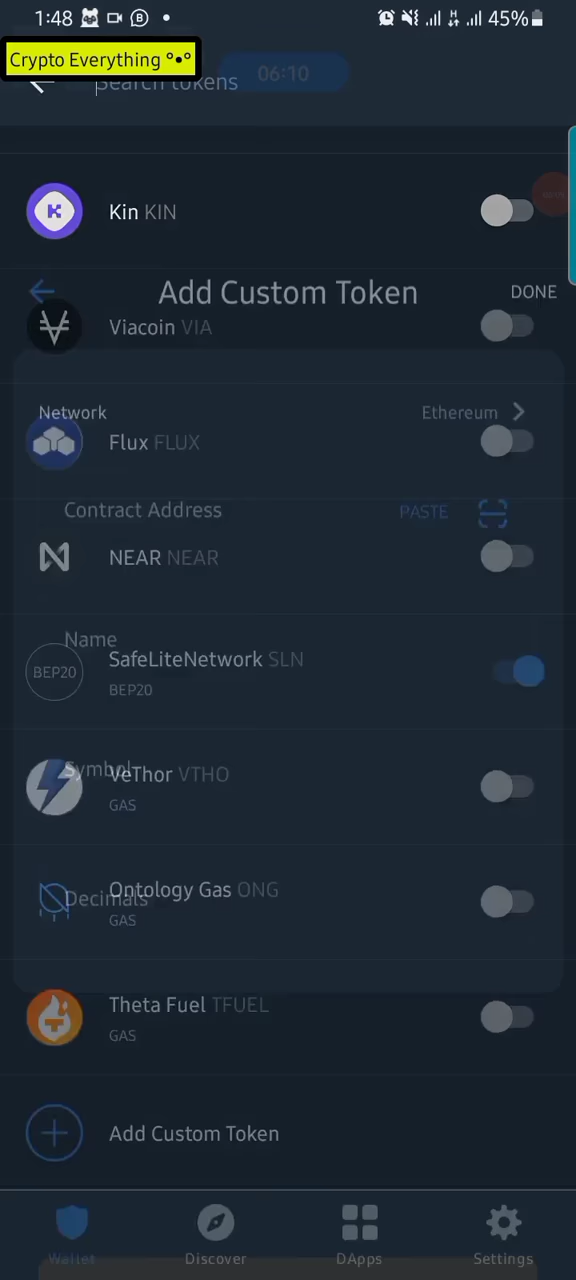 1:48
45%
Crypto Everything °•°
06:10
Search tokens
Kin KIN
Add Custom Token
DONE
Viacoin VIA
Network
Ethereum
Flux FLUX
Contract Address
PASTE
NEAR NEAR
Name
SafeLiteNetwork SLN
BEP20
BEP20
Symbol
VeThor VTHO
GAS
Ontology Gas ONG
Decimals
GAS
Theta Fuel TFUEL
GAS
Add Custom Token
Wallet
Discover
DApps
Settings